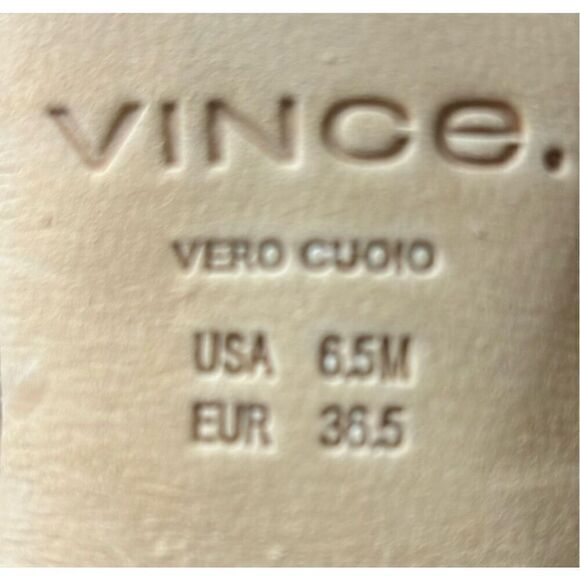 VINCe.
VERO CUOIO
USA 6.5M
EUR 36.5